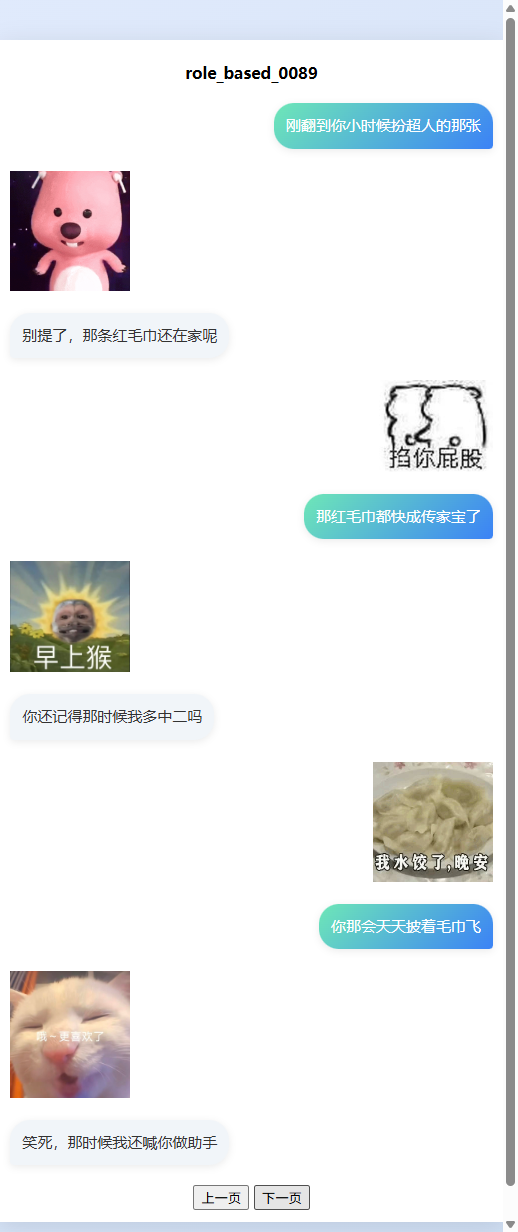 role_based_0089
刚翻到你小时候扮超人的那张
别提了，那条红毛巾还在家呢
掐你屁股
那红毛巾都快成传家宝了
早上猴
你还记得那时候我多中二吗
我水饺了,晚安
你那会天天披着毛巾飞
哦~更喜欢了
笑死，那时候我还喊你做助手
上一页 下一页